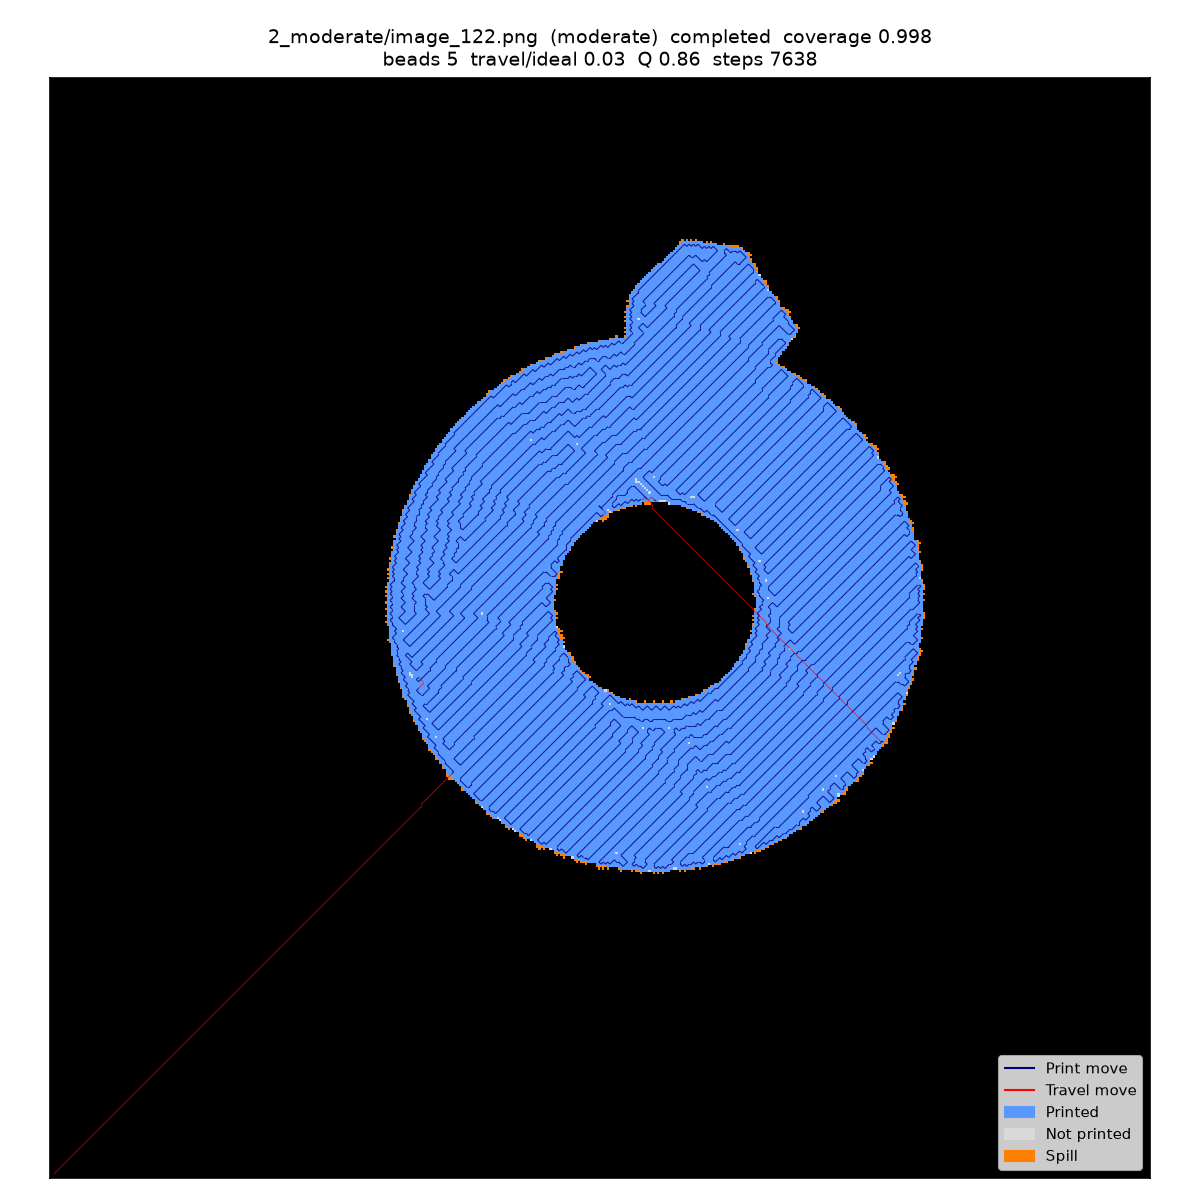 2_moderate/image_122.png  (moderate)  completed  coverage 0.998
beads 5  travel/ideal 0.03  Q 0.86  steps 7638
Print move
Travel move
Printed
Not printed
Spill